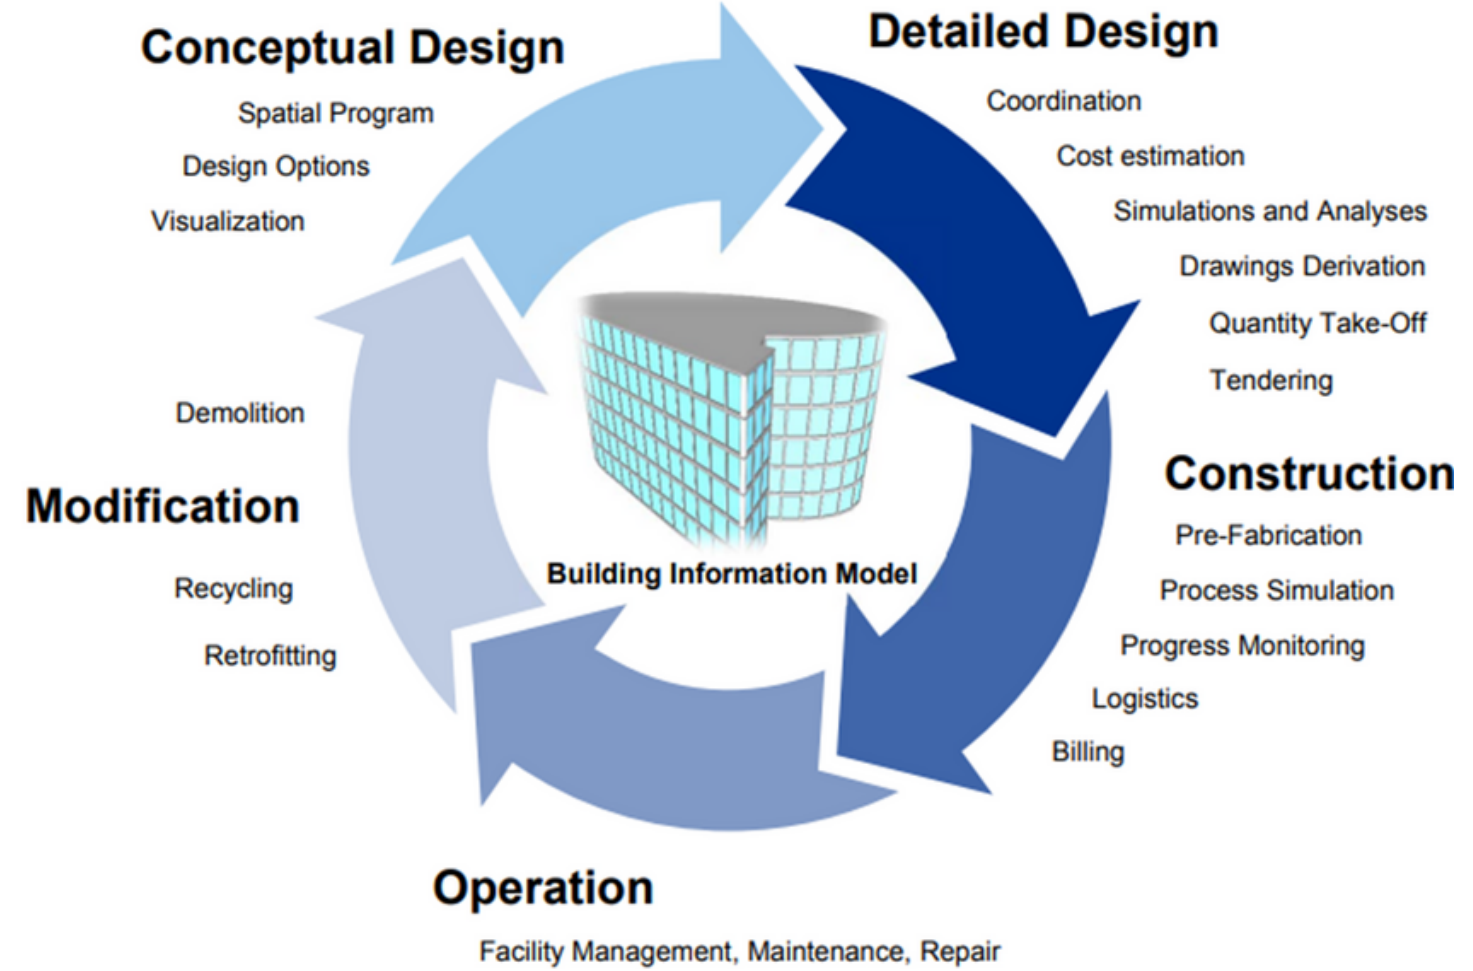 Conceptual Design
Spatial Program
Design Options
Visualization
Detailed Design
Coordination
Cost estimation
Simulations and Analyses
Drawings Derivation
Quantity Take-Off
Tendering
Construction
Pre-Fabrication
Process Simulation
Progress Monitoring
Logistics
Billing
Operation
Facility Management, Maintenance, Repair
Demolition
Modification
Recycling
Retrofitting
Building Information Model